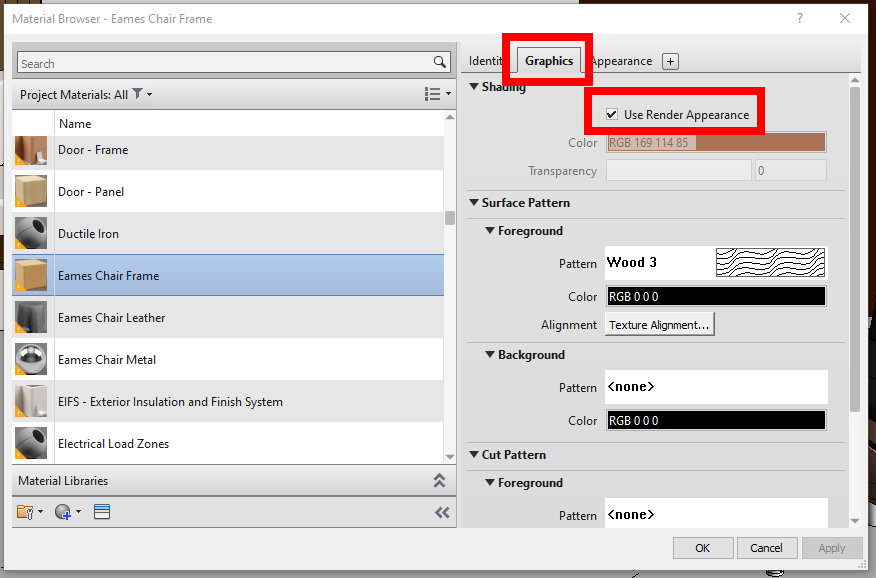 Material Browser - Eames Chair Frame
?
Search
Project Materials: All
Name
Door - Frame
Door - Panel
Ductile Iron
Eames Chair Frame
Eames Chair Leather
Eames Chair Metal
EIFS - Exterior Insulation and Finish System
Electrical Load Zones
Material Libraries
Identit Graphics Appearance +
Shading
Use Render Appearance
Color RGB 169 114 85
Transparency 0
Surface Pattern
Foreground
Pattern Wood 3
Color RGB 0 0 0
Alignment Texture Alignment...
Background
Pattern <none>
Color RGB 0 0 0
Cut Pattern
Foreground
Pattern <none>
OK Cancel Apply